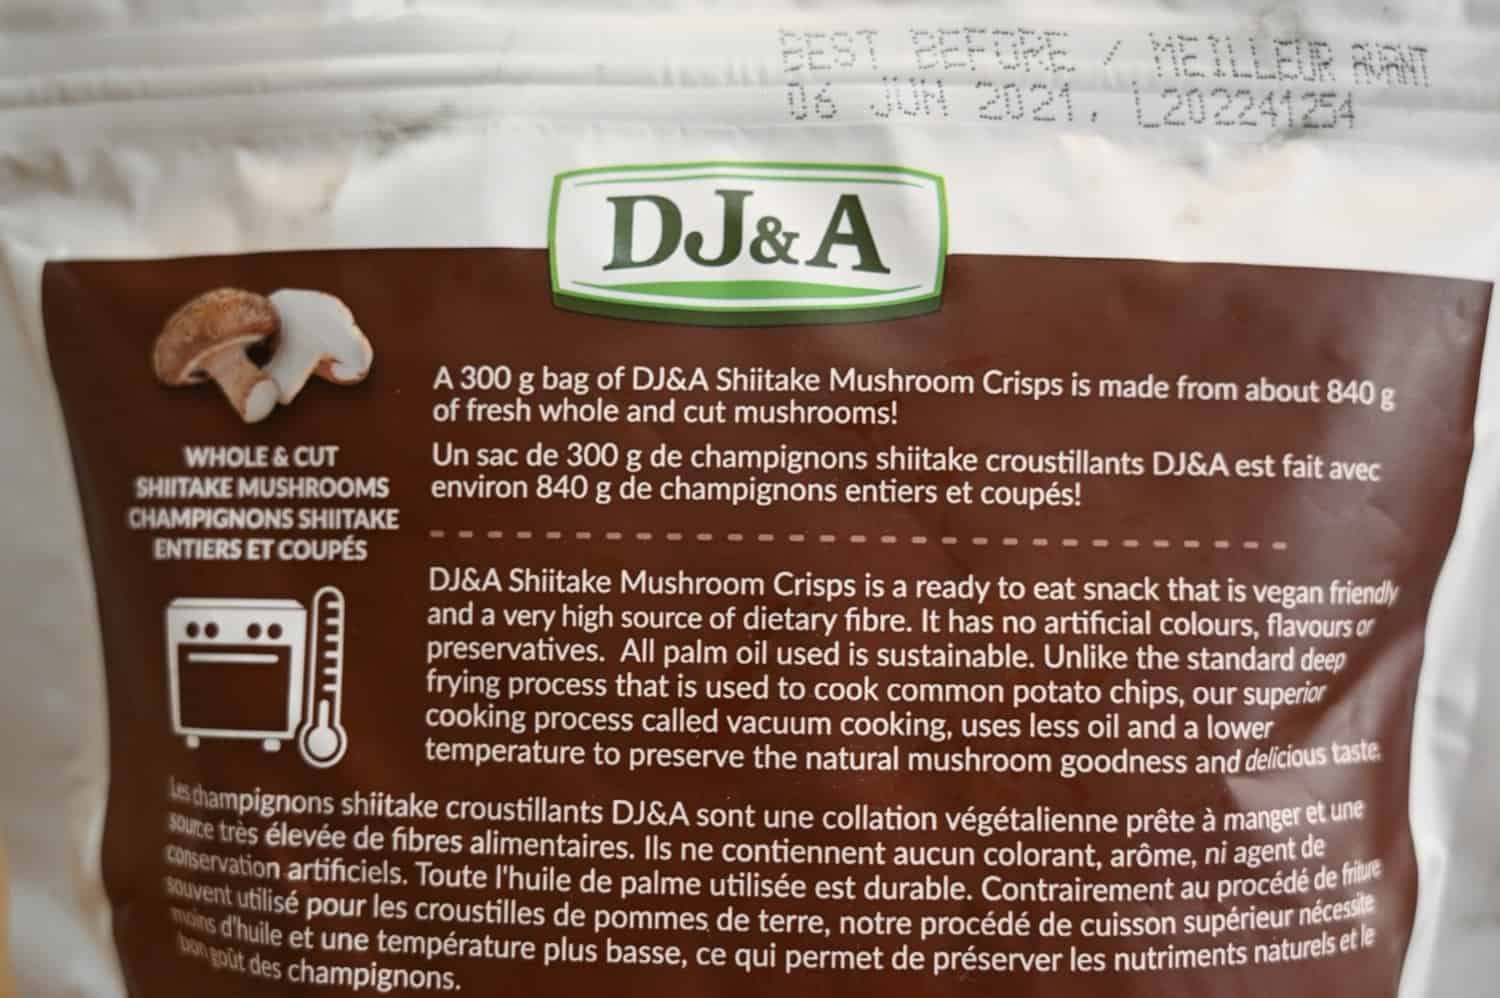 BEST BEFORE / MEILLEUR AVANT
06 JUN 2021, L202241254
DJ&A
A 300 g bag of DJ&A Shiitake Mushroom Crisps is made from about 840 g
of fresh whole and cut mushrooms!
Un sac de 300 g de champignons shiitake croustillants DJ&A est fait avec
environ 840 g de champignons entiers et coupés!
WHOLE & CUT
SHIITAKE MUSHROOMS
CHAMPIGNONS SHIITAKE
ENTIERS ET COUPÉS
DJ&A Shiitake Mushroom Crisps is a ready to eat snack that is vegan friendly
and a very high source of dietary fibre. It has no artificial colours, flavours or
preservatives. All palm oil used is sustainable. Unlike the standard deep
frying process that is used to cook common potato chips, our superior
cooking process called vacuum cooking, uses less oil and a lower
temperature to preserve the natural mushroom goodness and delicious taste.
Les champignons shiitake croustillants DJ&A sont une collation végétalienne prête à manger et une
source très élevée de fibres alimentaires. Ils ne contiennent aucun colorant, arôme, ni agent de
conservation artificiels. Toute l'huile de palme utilisée est durable. Contrairement au procédé de friture
souvent utilisé pour les croustilles de pommes de terre, notre procédé de cuisson supérieur nécessite
moins d'huile et une température plus basse, ce qui permet de préserver les nutriments naturels et le
bon goût des champignons.